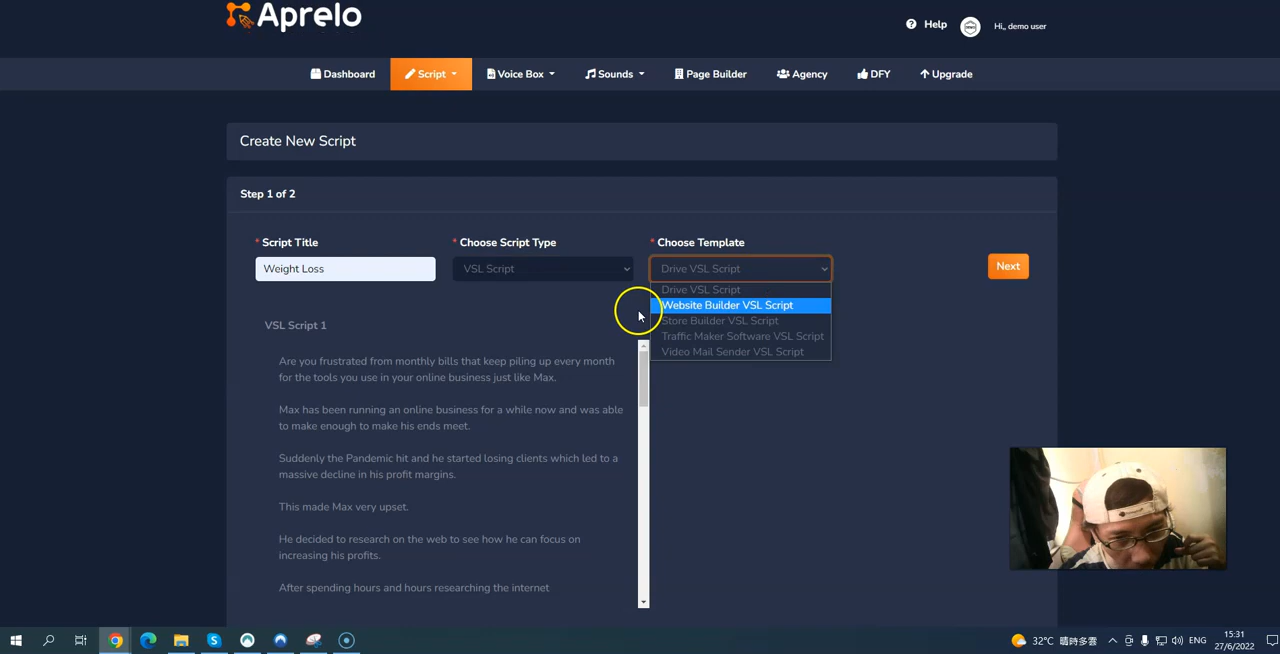 Aprelo
Help
Hi,, demo user
Dashboard
Script
Voice Box
Sounds
Page Builder
Agency
DFY
Upgrade
Create New Script
Step 1 of 2
* Script Title
* Choose Script Type
* Choose Template
Weight Loss
VSL Script
Drive VSL Script
Next
Drive VSL Script
Website Builder VSL Script
Store Builder VSL Script
Traffic Maker Software VSL Script
Video Mail Sender VSL Script
VSL Script 1
Are you frustrated from monthly bills that keep piling up every month
for the tools you use in your online business just like Max.
Max has been running an online business for a while now and was able
to make enough to make his ends meet.
Suddenly the Pandemic hit and he started losing clients which led to a
massive decline in his profit margins.
This made Max very upset.
He decided to research on the web to see how he can focus on
increasing his profits.
After spending hours and hours researching the internet
32°C 晴時多雲
ENG
15:31
27/6/2022